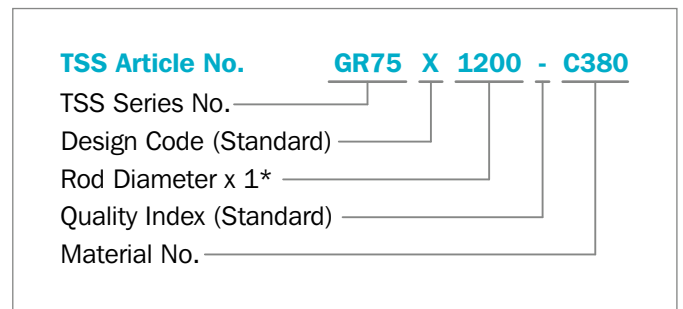 TSS Article No. GR75 X 1200 - C380
TSS Series No.
Design Code (Standard)
Rod Diameter x 1*
Quality Index (Standard)
Material No.